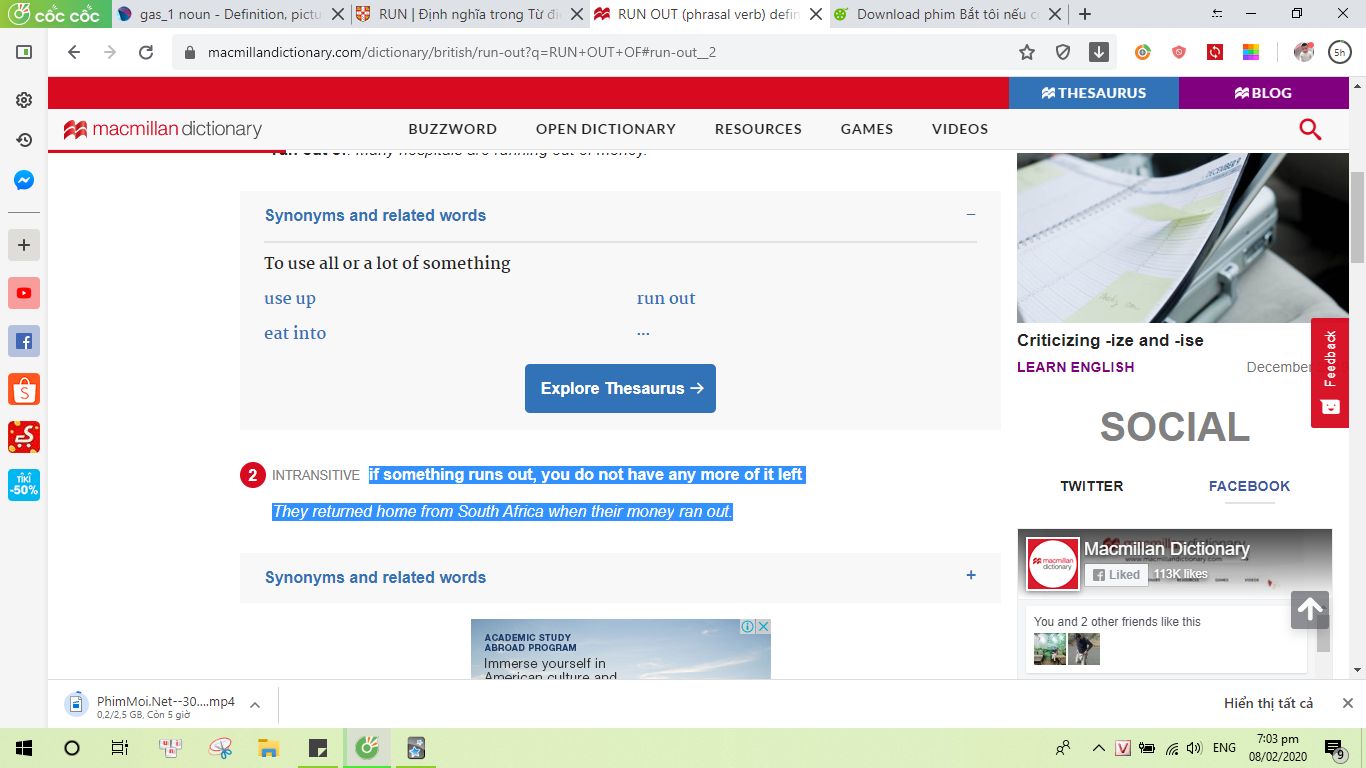 cốc cốc
gas_1 noun - Definition, pictu
RUN | Định nghĩa trong Từ đi
RUN OUT (phrasal verb) defin
Download phim Bắt tôi nếu c
macmillandictionary.com/dictionary/british/run-out?q=RUN+OUT+OF#run-out__2
5h
THESAURUS
BLOG
macmillan dictionary
BUZZWORD
OPEN DICTIONARY
RESOURCES
GAMES
VIDEOS
run out of: Many hospitals are running out of money.
Synonyms and related words
To use all or a lot of something
use up
run out
eat into
...
Explore Thesaurus
2 INTRANSITIVE if something runs out, you do not have any more of it left
They returned home from South Africa when their money ran out.
Synonyms and related words
ACADEMIC STUDY
ABROAD PROGRAM
Immerse yourself in
American culture and
DECEMBER
Criticizing -ize and -ise
LEARN ENGLISH
December
Feedback
SOCIAL
TWITTER
FACEBOOK
macmillan
dictionary
Macmillan Dictionary
Liked
113K likes
You and 2 other friends like this
TIKI
-50%
PhimMoi.Net--30....mp4
0,2/2,5 GB, Còn 5 giờ
Hiển thị tất cả
ENG
7:03 pm
08/02/2020
9